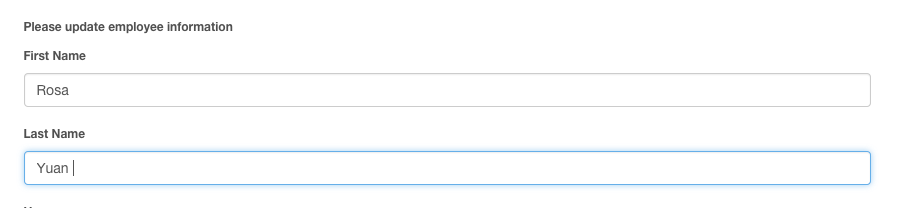 Please update employee information
First Name
Rosa
Last Name
Yuan